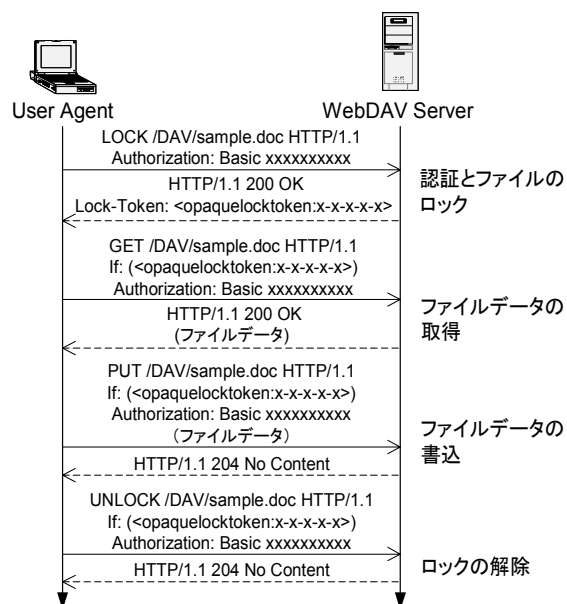 User Agent
WebDAV Server
LOCK /DAV/sample.doc HTTP/1.1
Authorization: Basic xxxxxxxxxx
HTTP/1.1 200 OK
Lock-Token: <opaquelocktoken:x-x-x-x-x>
認証とファイルの
ロック
GET /DAV/sample.doc HTTP/1.1
If: (<opaquelocktoken:x-x-x-x-x>)
Authorization: Basic xxxxxxxxxx
HTTP/1.1 200 OK
(ファイルデータ)
ファイルデータの
取得
PUT /DAV/sample.doc HTTP/1.1
If: (<opaquelocktoken:x-x-x-x-x>)
Authorization: Basic xxxxxxxxxx
（ファイルデータ）
HTTP/1.1 204 No Content
ファイルデータの
書込
UNLOCK /DAV/sample.doc HTTP/1.1
If: (<opaquelocktoken:x-x-x-x-x>)
Authorization: Basic xxxxxxxxxx
HTTP/1.1 204 No Content
ロックの解除